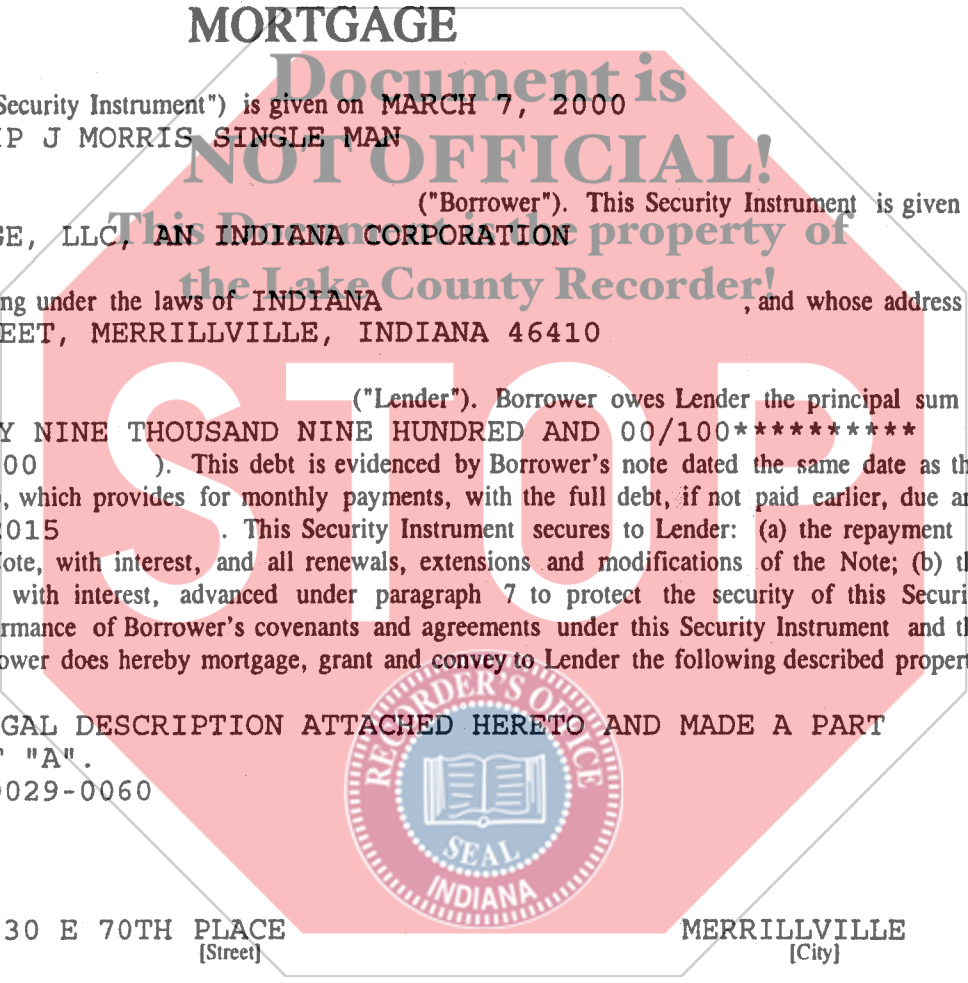 MORTGAGE
Document is
Security Instrument") is given on MARCH 7, 2000
IP J MORRIS SINGLE MAN
NOT OFFICIAL!
("Borrower"). This Security Instrument is given
GE, LLC, AN INDIANA CORPORATION
This Document is the property of
the Lake County Recorder!
ng under the laws of INDIANA , and whose address
EET, MERRILLVILLE, INDIANA 46410
STOP
("Lender"). Borrower owes Lender the principal sum
Y NINE THOUSAND NINE HUNDRED AND 00/100**********
00 ). This debt is evidenced by Borrower's note dated the same date as th
, which provides for monthly payments, with the full debt, if not paid earlier, due an
015 . This Security Instrument secures to Lender: (a) the repayment
ote, with interest, and all renewals, extensions and modifications of the Note; (b) th
with interest, advanced under paragraph 7 to protect the security of this Securi
rmance of Borrower's covenants and agreements under this Security Instrument and th
ower does hereby mortgage, grant and convey to Lender the following described propert
GAL DESCRIPTION ATTACHED HERETO AND MADE A PART
"A".
029-0060
RECORDER'S OFFICE
SEAL
INDIANA
30 E 70TH PLACE MERRILLVILLE
[Street] [City]